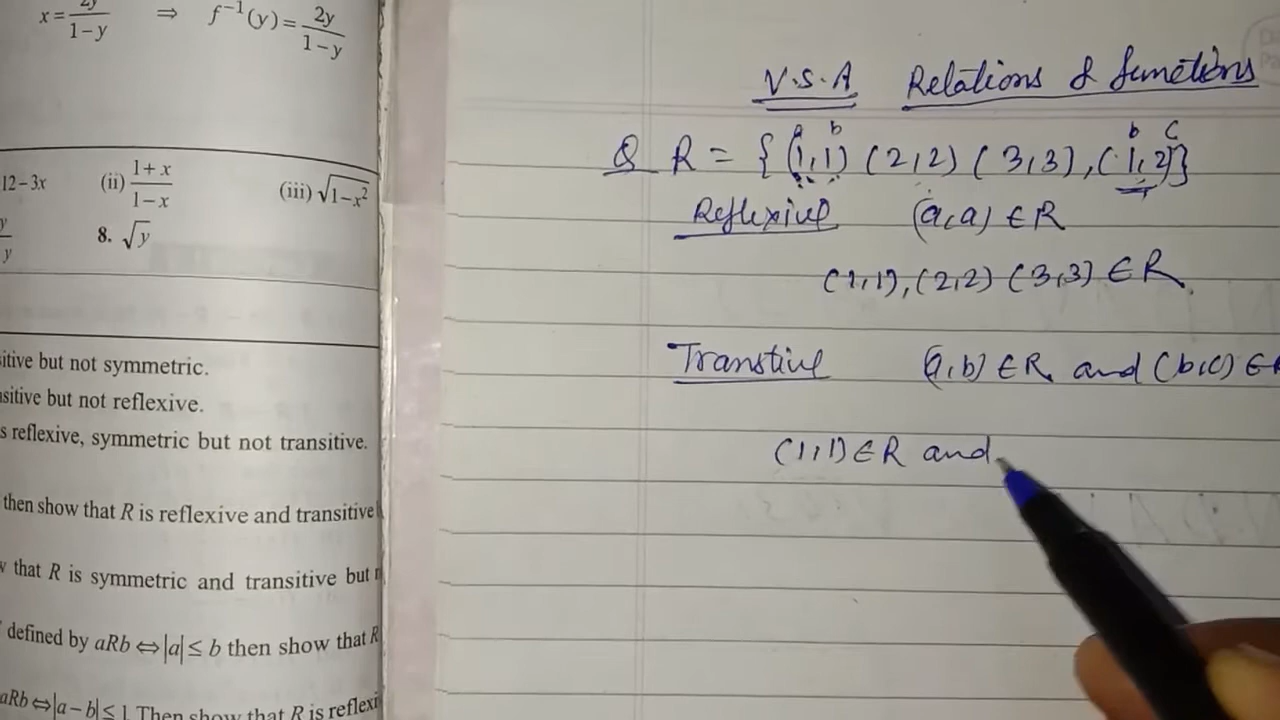 x = 2y/1−y ⇒ f⁻¹(y) = 2y/1−y
12−3x (ii) 1+x/1−x (iii) √1−x²
y 8. √y
sitive but not symmetric.
sitive but not reflexive.
s reflexive, symmetric but not transitive.
then show that R is reflexive and transitive
that R is symmetric and transitive but
defined by aRb ⇔ |a| ≤ b then show that R
aRb ⇔ |a−b| ≤ 1 Then show that R is reflexi
V.S.A Relations & functions
a b b c
Q R = {(1,1) (2,2) (3,3), (1,2)}
Reflexive (a,a) ∈ R
(1,1), (2,2) (3,3) ∈ R
Transtive (a,b) ∈ R and (b,c) ∈
(1,1) ∈ R and